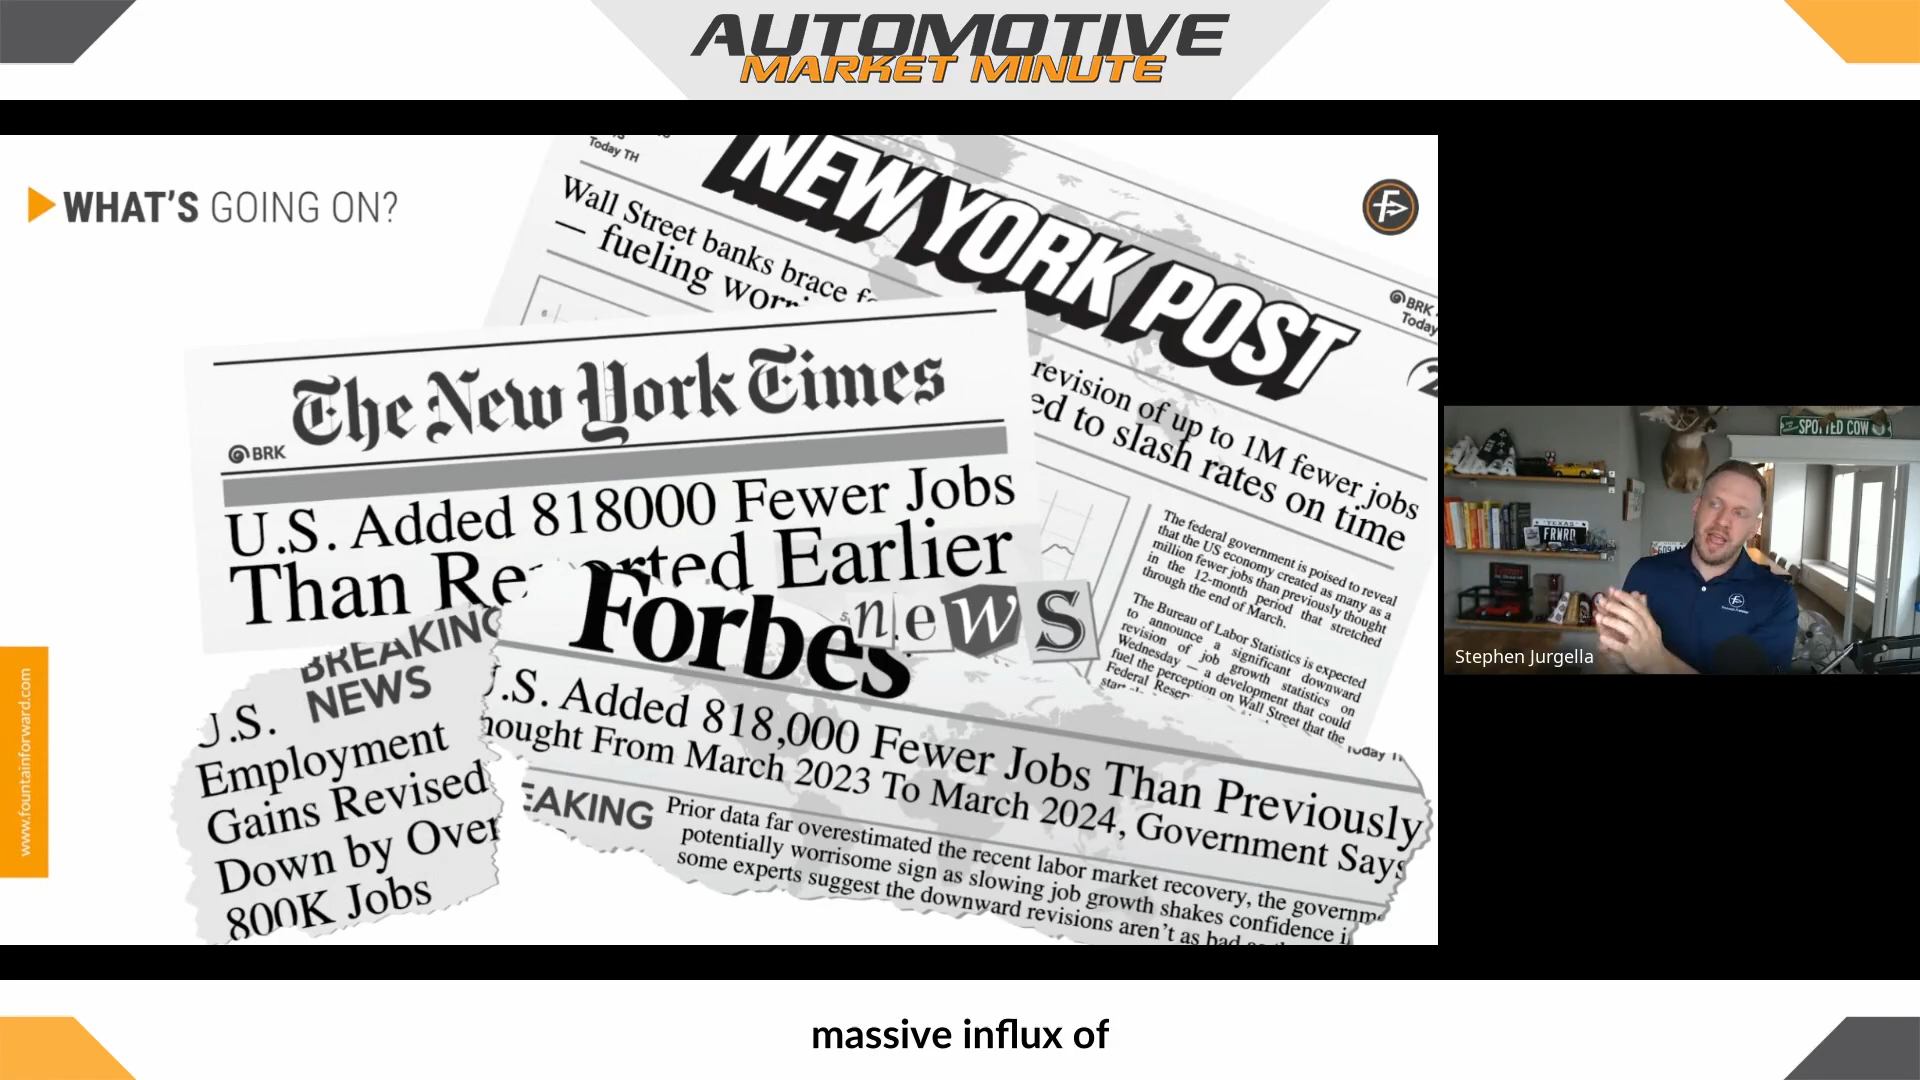 AUTOMOTIVE
MARKET MINUTE
WHAT'S GOING ON?
Today TH
NEW YORK POST
Wall Street banks brace
— fueling
BRK
Today
revision of up to 1M fewer jobs
to slash rates on time
The federal government is poised to reveal
that the US economy created as many as a
million fewer jobs than previously thought
in the 12-month period that stretched
through the end of March.
The Bureau of Labor Statistics is expected
to announce a significant downward
revision of job growth statistics on
Wednesday – a development that could
fuel the perception on Wall Street that the
Federal
The New York Times
BRK
U.S. Added 818000 Fewer Jobs
Than Earlier
Forbes
news
U.S. Added 818,000 Fewer Jobs Than Previously
From March 2023 To March 2024, Government Says
Prior data far overestimated the recent labor market recovery, the
potentially worrisome sign as slowing job growth shakes confidence
some experts suggest the downward revisions aren't as bad
BREAKING
NEWS
U.S.
Employment
Gains Revised
Down by Over
800K Jobs
www.fountainforward.com
SPOTTED COW
TEXAS
FRWRD
Stephen Jurgella
massive influx of